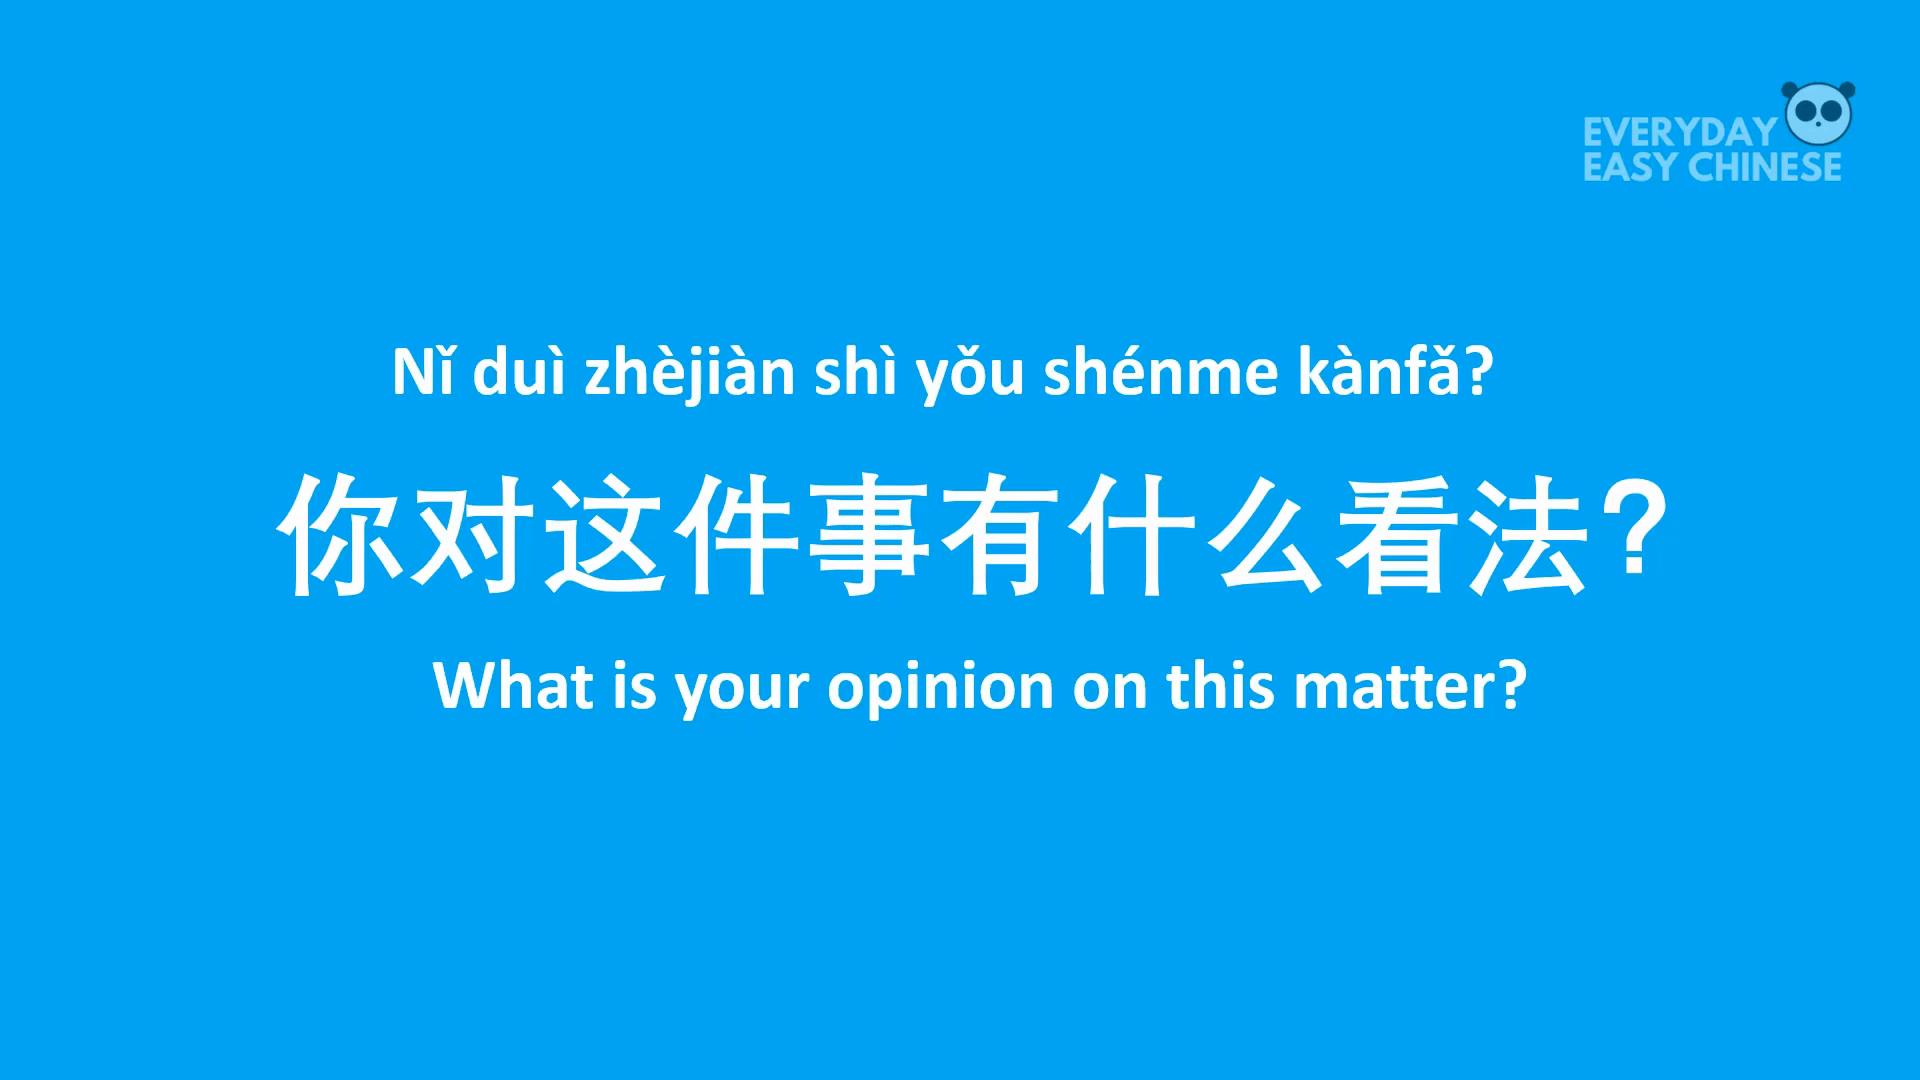 EVERYDAY
EASY CHINESE
Nǐ duì zhèjiàn shì yǒu shénme kànfǎ?
你对这件事有什么看法?
What is your opinion on this matter?